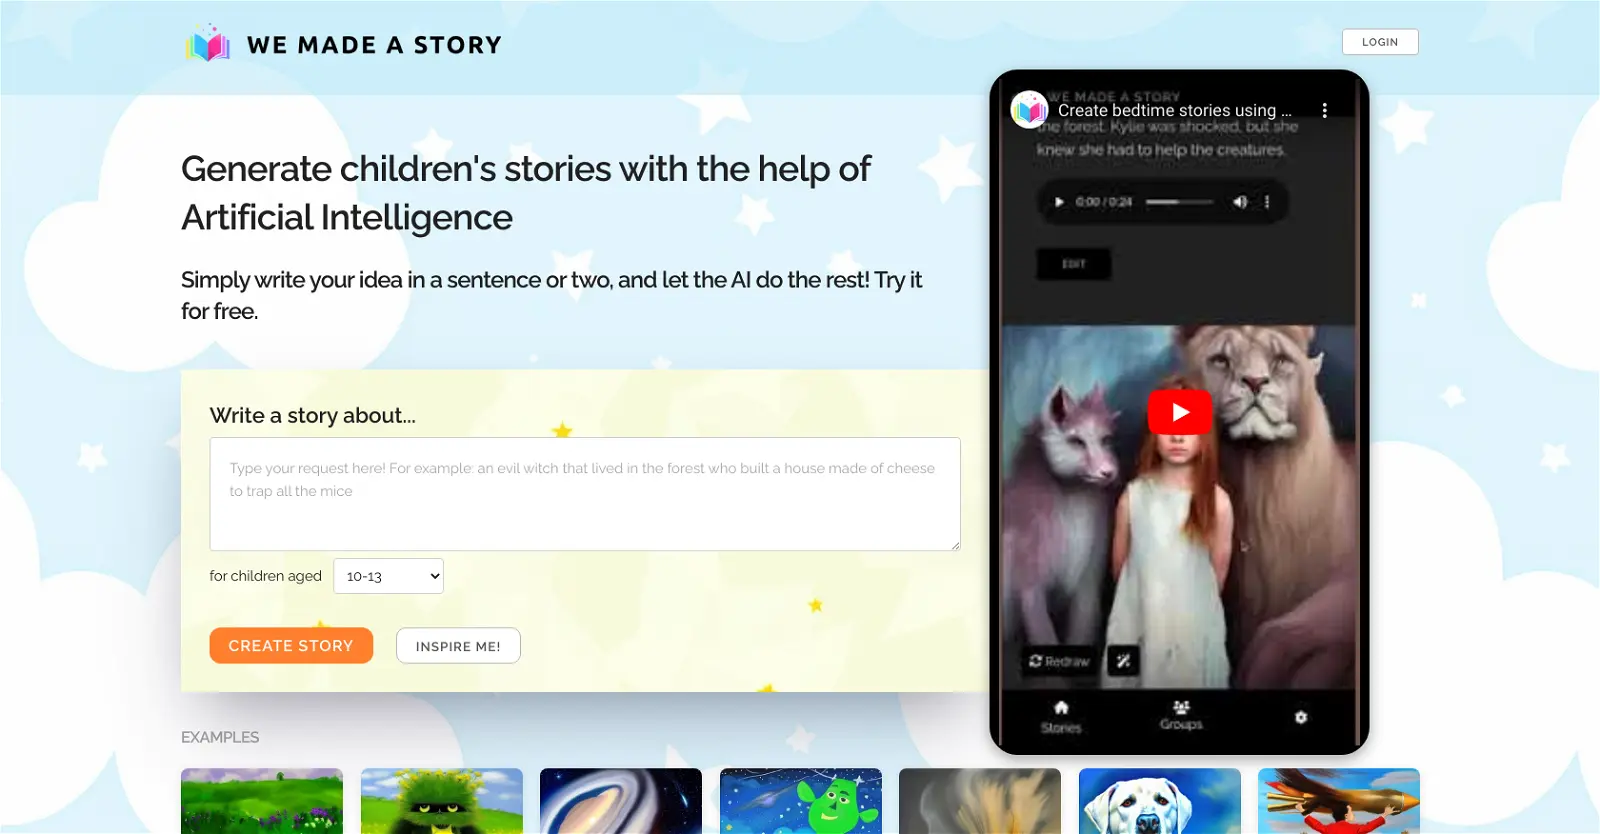 WE MADE A STORY
LOGIN
Generate children's stories with the help of
Artificial Intelligence
Simply write your idea in a sentence or two, and let the AI do the rest! Try it
for free.
Write a story about...
Type your request here! For example: an evil witch that lived in the forest who built a house made of cheese
to trap all the mice
for children aged 10-13
CREATE STORY INSPIRE ME!
EXAMPLES
WE MADE A STORY
Create bedtime stories using ...
the forest. Kylie was shocked, but she
knew she had to help the creatures.
0:00 / 0:24
EDIT
Redraw
Stories Groups